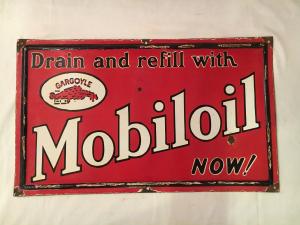 Drain and refill with
GARGOYLE
Mobiloil
NOW!